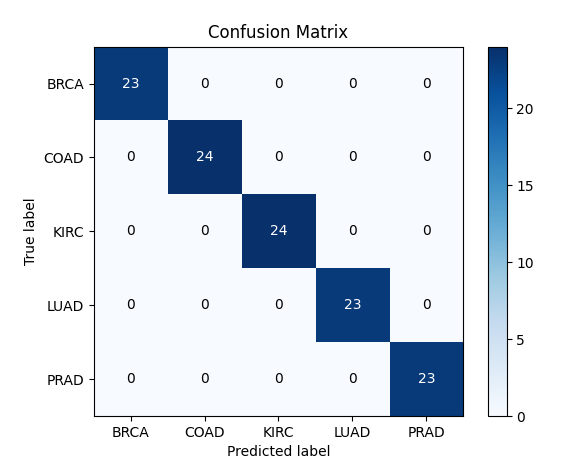 Confusion Matrix
BRCA 23 0 0 0 0
COAD 0 24 0 0 0
KIRC 0 0 24 0 0
LUAD 0 0 0 23 0
PRAD 0 0 0 0 23
True label
BRCA COAD KIRC LUAD PRAD
Predicted label
20
15
10
5
0